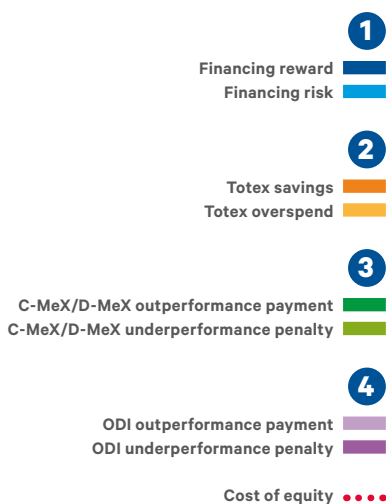 1
Financing reward
Financing risk
2
Totex savings
Totex overspend
3
C-MeX/D-MeX outperformance payment
C-MeX/D-MeX underperformance penalty
4
ODI outperformance payment
ODI underperformance penalty
Cost of equity